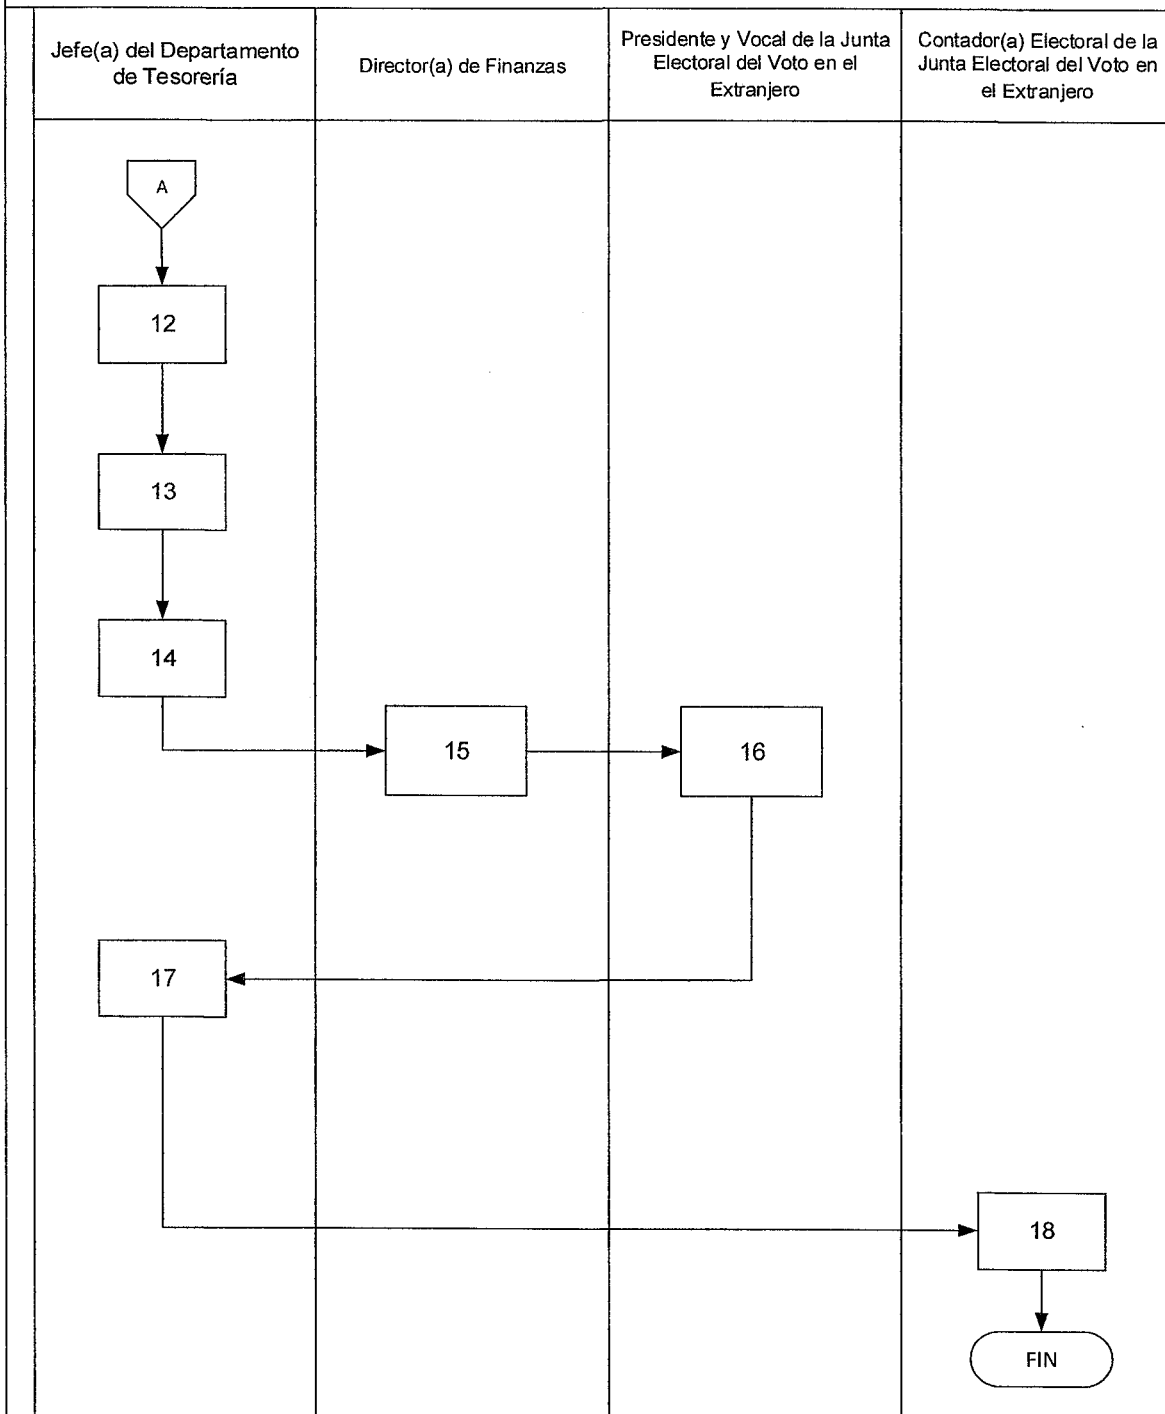 Jefe(a) del Departamento
de Tesorería
Director(a) de Finanzas
Presidente y Vocal de la Junta
Electoral del Voto en el
Extranjero
Contador(a) Electoral de la
Junta Electoral del Voto en
el Extranjero
A
12
13
14
15
16
17
18
FIN